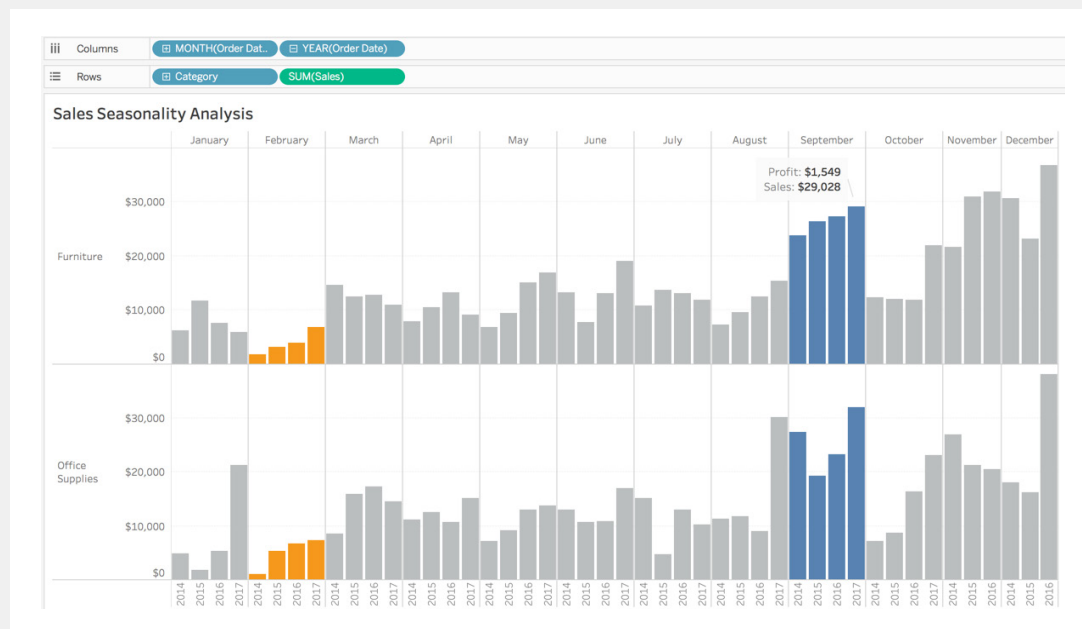 Columns
MONTH(Order Dat.. YEAR(Order Date)
Rows
Category SUM(Sales)
Sales Seasonality Analysis
January February March April May June July August September October November December
Profit: $1,549
Sales: $29,028
Furniture
$30,000
$20,000
$10,000
$0
Office
Supplies
$30,000
$20,000
$10,000
$0
2014 2015 2016 2017 2014 2015 2016 2017 2014 2015 2016 2017 2014 2015 2016 2017 2014 2015 2016 2017 2014 2015 2016 2017 2014 2015 2016 2017 2014 2015 2016 2017 2014 2015 2016 2017 2014 2015 2016 2017 2014 2015 2016 2014 2015 2016